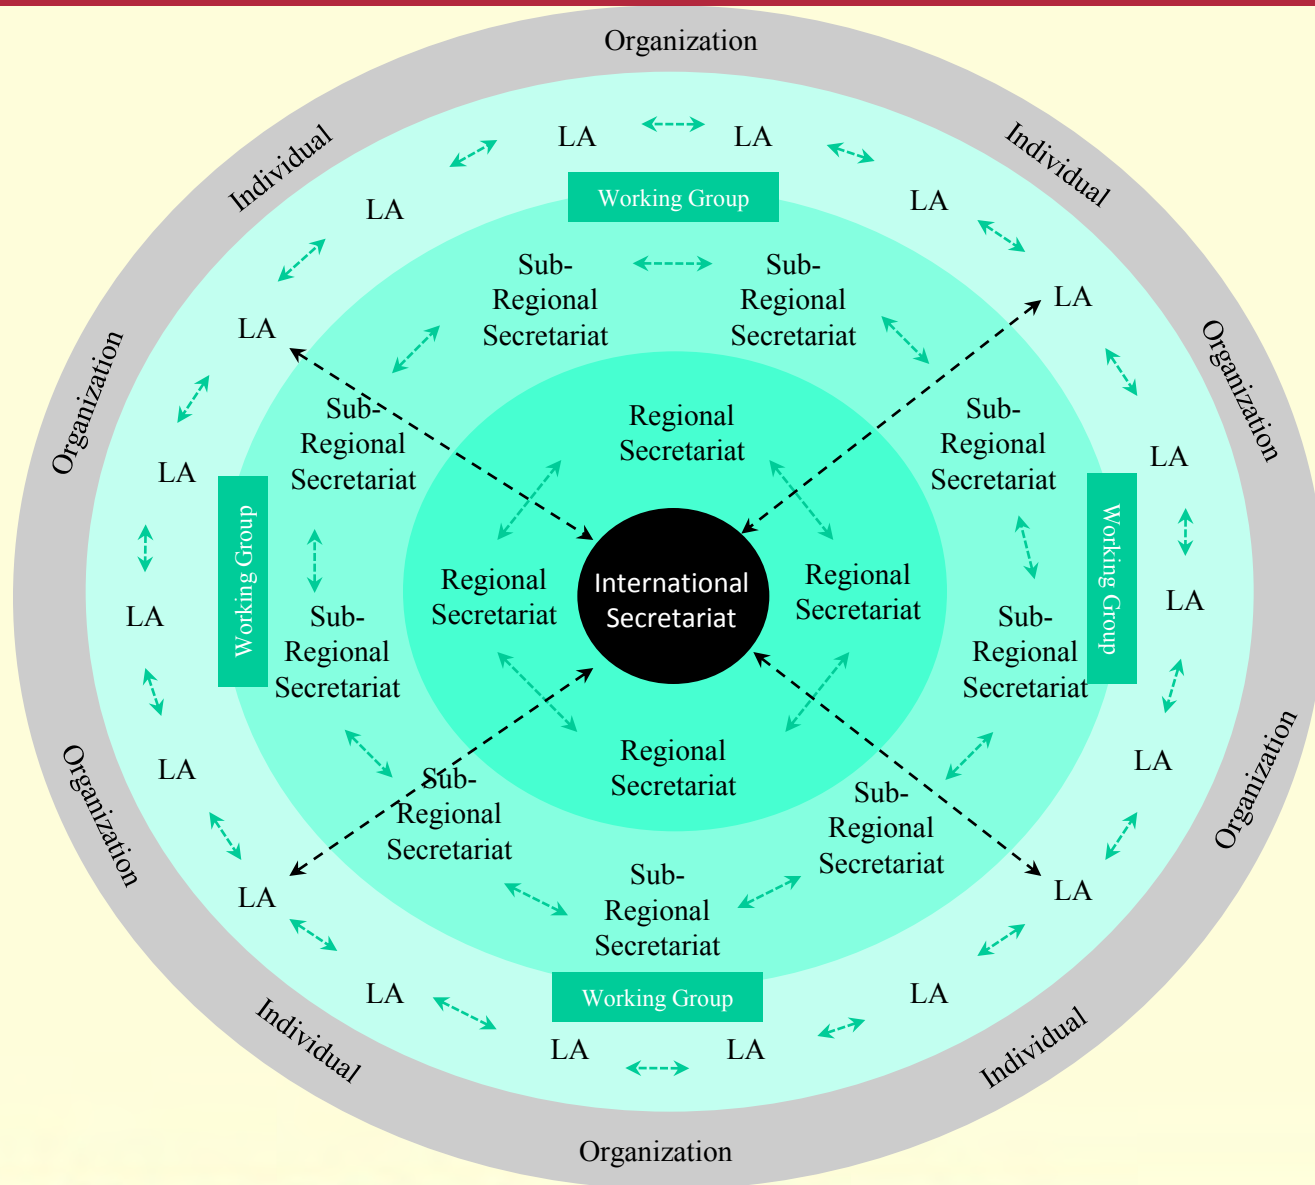 Organization
Individual
Individual
LA
LA
LA
LA
Working Group
Sub-
Regional
Secretariat
Sub-
Regional
Secretariat
LA
LA
Organization
Organization
Sub-
Regional
Secretariat
Regional
Secretariat
Sub-
Regional
Secretariat
LA
LA
Working Group
Working Group
Regional
Secretariat
International
Secretariat
Regional
Secretariat
LA
LA
Sub-
Regional
Secretariat
Sub-
Regional
Secretariat
Organization
Organization
LA
LA
Regional
Secretariat
Sub-
Regional
Secretariat
Sub-
Regional
Secretariat
LA
LA
Sub-
Regional
Secretariat
LA
LA
Working Group
Individual
Individual
LA
LA
Organization